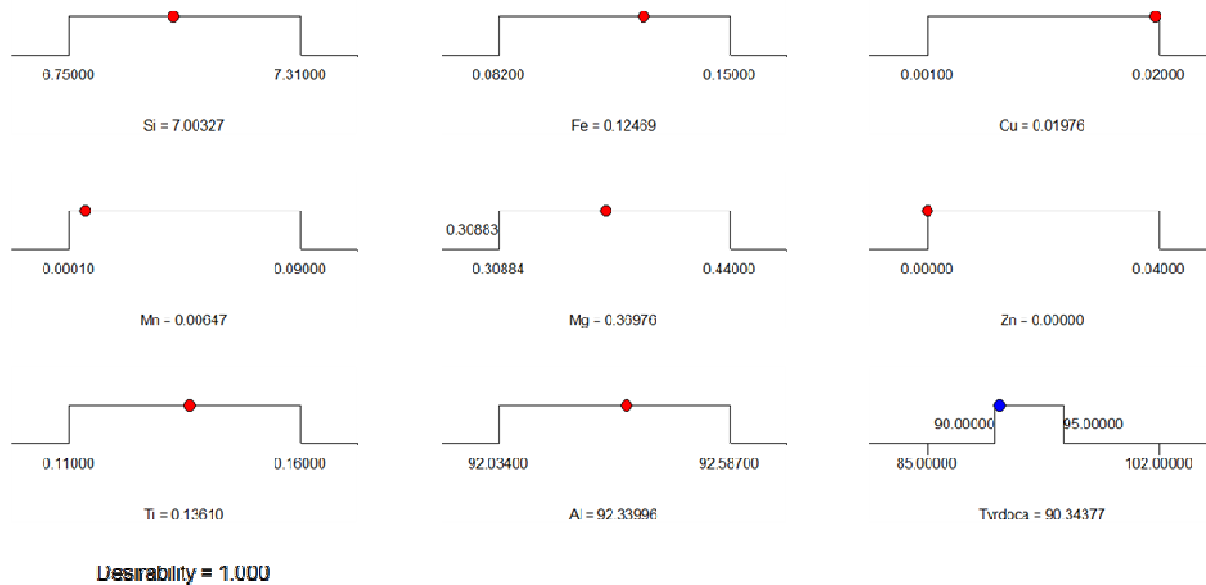 6.75000 7.31000 0.08200 0.15000 0.00100 0.02000
Si = 7.00327 Fe = 0.12469 Cu = 0.01976
0.30883
0.00010 0.09000 0.30884 0.44000 0.00000 0.04000
Mn = 0.00647 Mg = 0.36976 Zn = 0.00000
90.00000 95.00000
0.11000 0.16000 92.03400 92.58700 85.00000 102.00000
Ti = 0.13610 Al = 92.33996 Tvrdoca = 90.34377
Desirability = 1.000